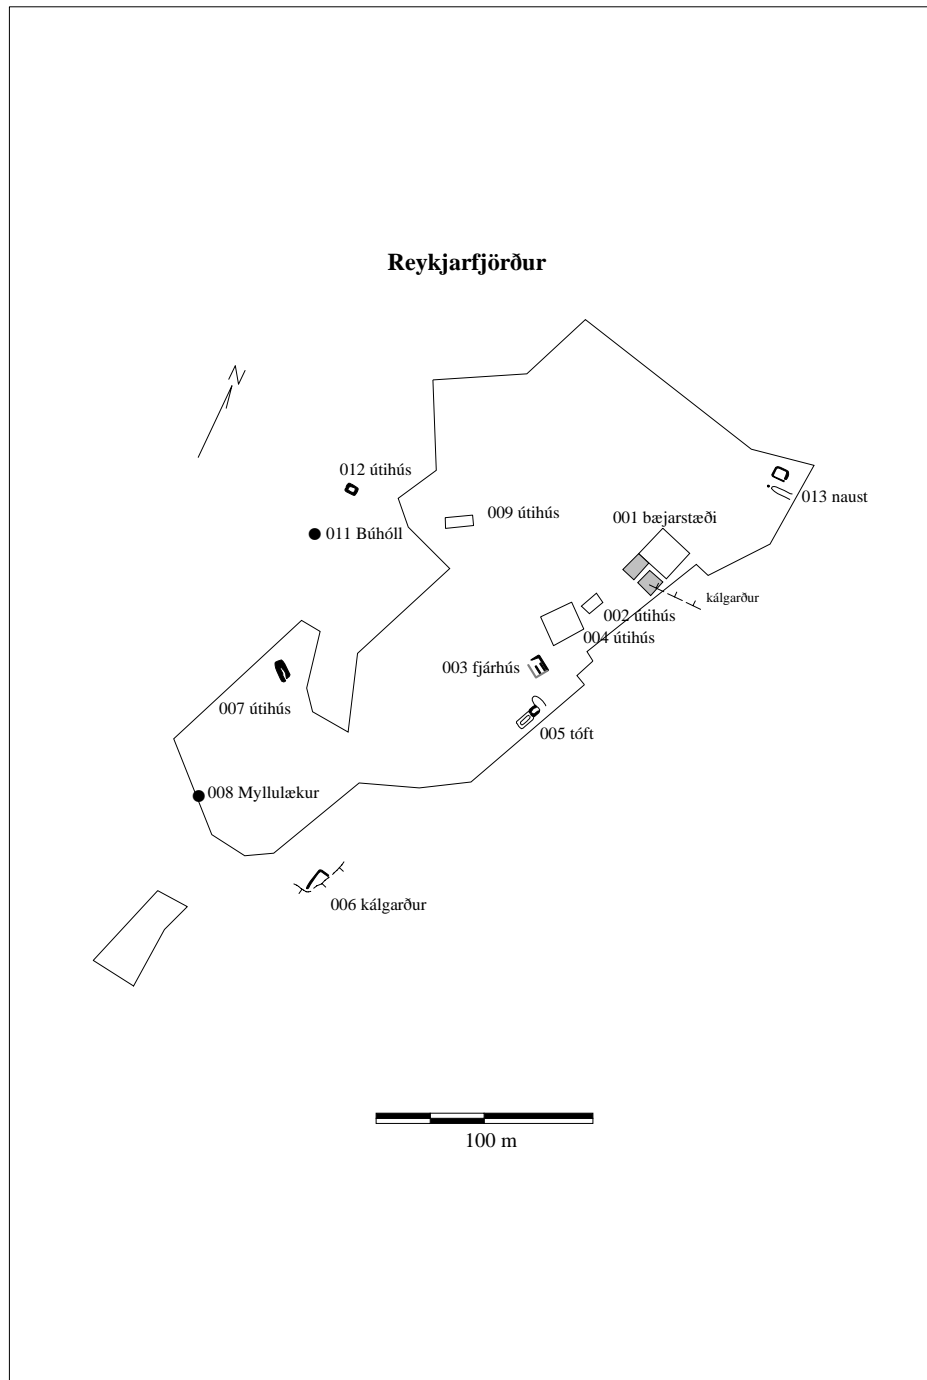 Reykjarfjörður
N
012 útihús
013 naust
009 útihús
001 bæjarstæði
011 Búhóll
kálgarður
002 útihús
004 útihús
003 fjárhús
007 útihús
005 tóft
008 Myllulækur
006 kálgarður
100 m